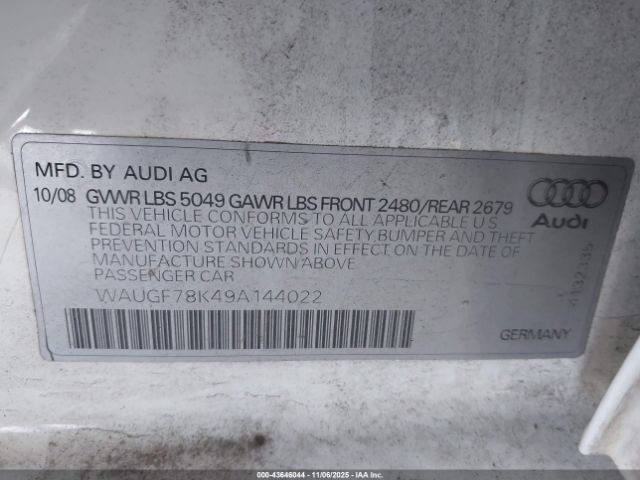 MFD. BY AUDI AG
10/08 GVWR LBS 5049 GAWR LBS FRONT 2480/REAR 2679
THIS VEHICLE CONFORMS TO ALL APPLICABLE U S
FEDERAL MOTOR VEHICLE SAFETY BUMPER AND THEFT
PREVENTION STANDARDS IN EFFECT ON THE DATE OF
MANUFACTURE SHOWN ABOVE
PASSENGER CAR
WAUGF78K49A144022
Audi
GERMANY
000-43646044 - 11/06/2025 - IAAI.CA